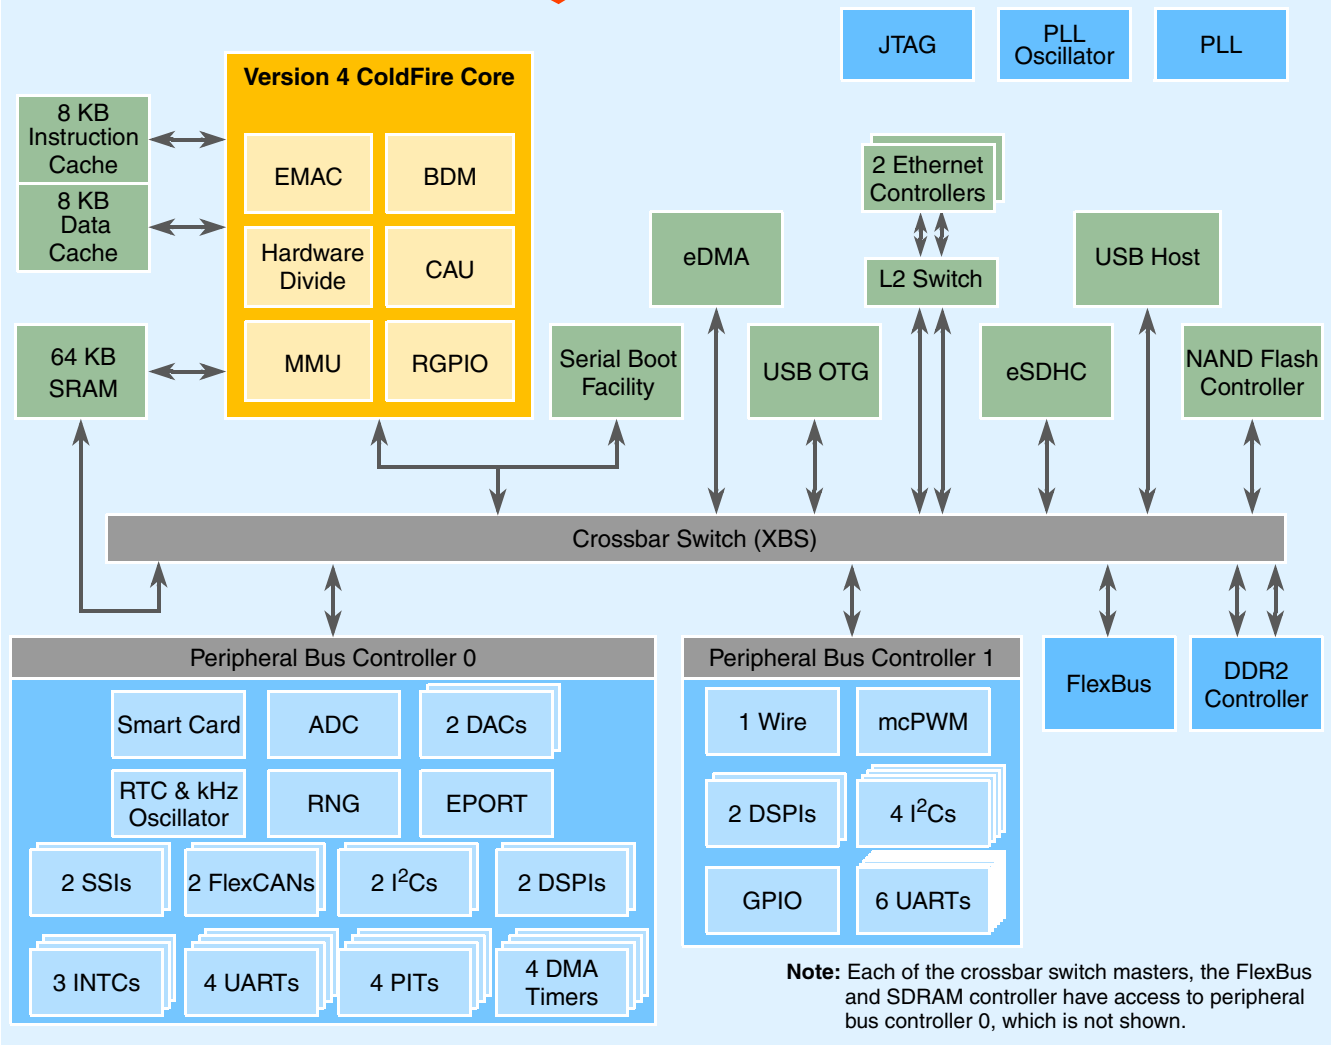 JTAG
PLL
Oscillator
PLL
Version 4 ColdFire Core
8 KB
Instruction
Cache
8 KB
Data
Cache
64 KB
SRAM
EMAC
BDM
Hardware
Divide
CAU
MMU
RGPIO
Serial Boot
Facility
eDMA
USB OTG
2 Ethernet
Controllers
L2 Switch
eSDHC
USB Host
NAND Flash
Controller
Crossbar Switch (XBS)
Peripheral Bus Controller 0
Smart Card
ADC
2 DACs
RTC & kHz
Oscillator
RNG
EPORT
2 SSIs
2 FlexCANs
2 I²Cs
2 DSPIs
3 INTCs
4 UARTs
4 PITs
4 DMA
Timers
Peripheral Bus Controller 1
1 Wire
mcPWM
2 DSPIs
4 I²Cs
GPIO
6 UARTs
FlexBus
DDR2
Controller
Note: Each of the crossbar switch masters, the FlexBus
and SDRAM controller have access to peripheral
bus controller 0, which is not shown.